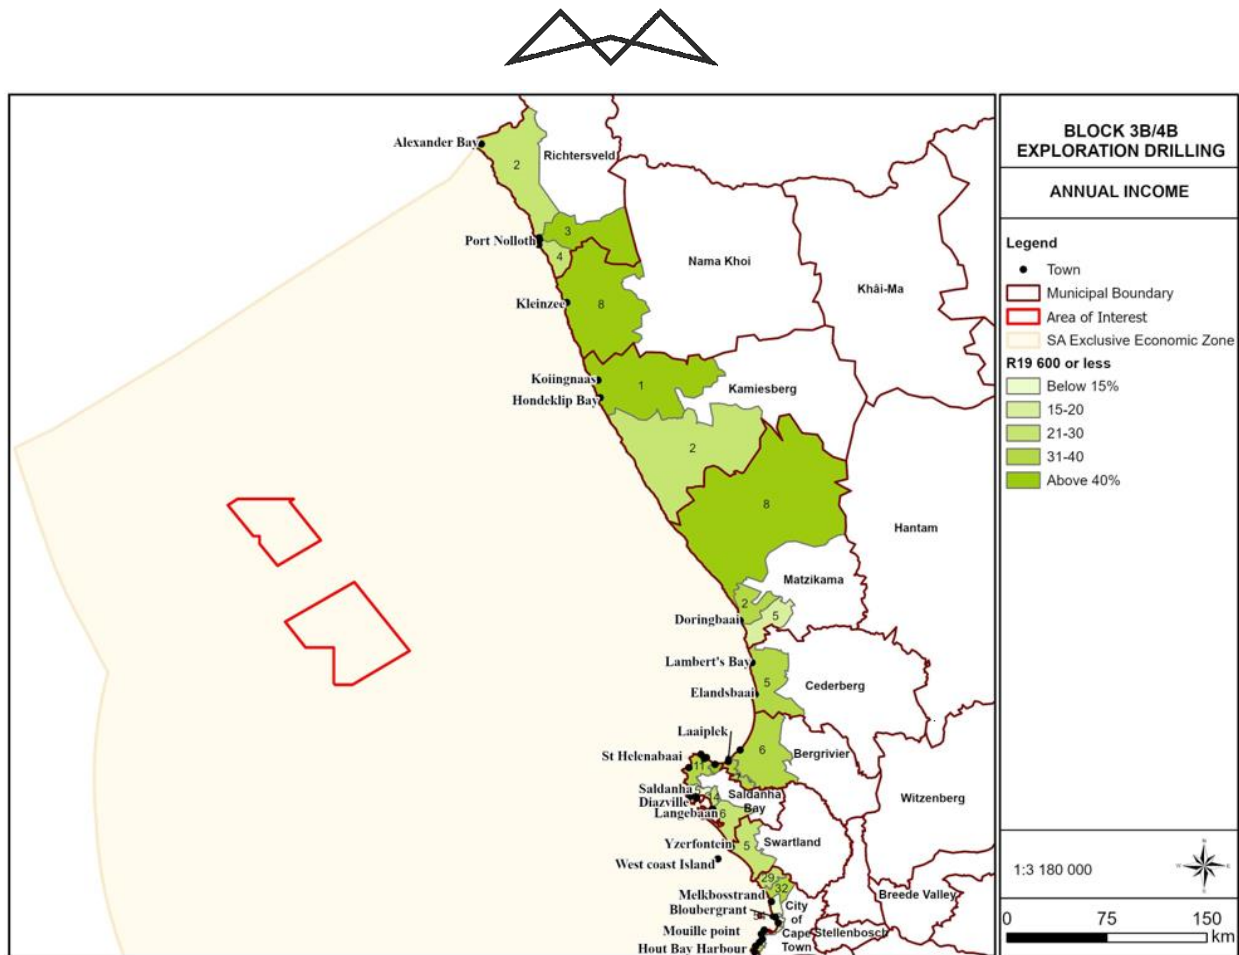 BLOCK 3B/4B
EXPLORATION DRILLING
ANNUAL INCOME
Legend
Town
Municipal Boundary
Area of Interest
SA Exclusive Economic Zone
R19 600 or less
Below 15%
15-20
21-30
31-40
Above 40%
1:3 180 000
0 75 150
km
Alexander Bay
Richtersveld
2
3
Port Nolloth
4
Nama Khoi
Khâi-Ma
Kleinzee
8
Koiingnaas
1
Kamiesberg
Hondeklip Bay
2
8
Hantam
Matzikama
2
5
Doringbaai
Lambert's Bay
5
Cederberg
Elandsbaai
Laaiplek
6
Bergrivier
St Helenabaai
11
Saldanha
Diazville
Saldanha
Bay
Witzenberg
Langebaan
6
Yzerfontein
5
Swartland
West coast Island
29
32
Melkbosstrand
Breede Valley
Bloubergrant
City
of
Cape
Town
Mouille point
Stellenbosch
Hout Bay Harbour